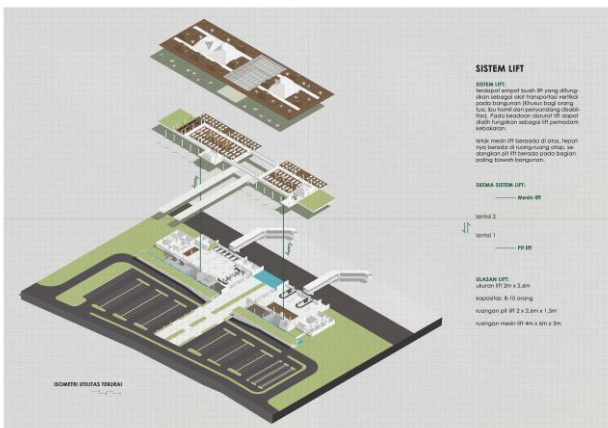 SISTEM LIFT
SISTEM LIFT:
terdapat empat buah lift yang difung-
sikan sebagai alat transportasi vertikal
pada bangunan (Khusus bagi orang
tua, ibu hamil dan penyandang disabili-
tas). Pada keadaan darurat lift dapat
dialih fungsikan sebagai lift pemadam
kebakaran.
letak mesin lift berada di atas, tepat-
nya berada di ruang-ruang atap, se-
dangkan pit lift berada pada bagian
paling bawah bangunan.
SKEMA SISTEM LIFT:
Mesin lift
lantai 2
lantai 1
Pit lift
ULASAN LIFT:
ukuran lift 2m x 2,6m
kapasitas: 8-10 orang
ruangan pit lift 2 x 2,6m x 1,5m
ruangan mesin lift 4m x 6m x 3m
ISOMETRI UTILITAS TERURAI